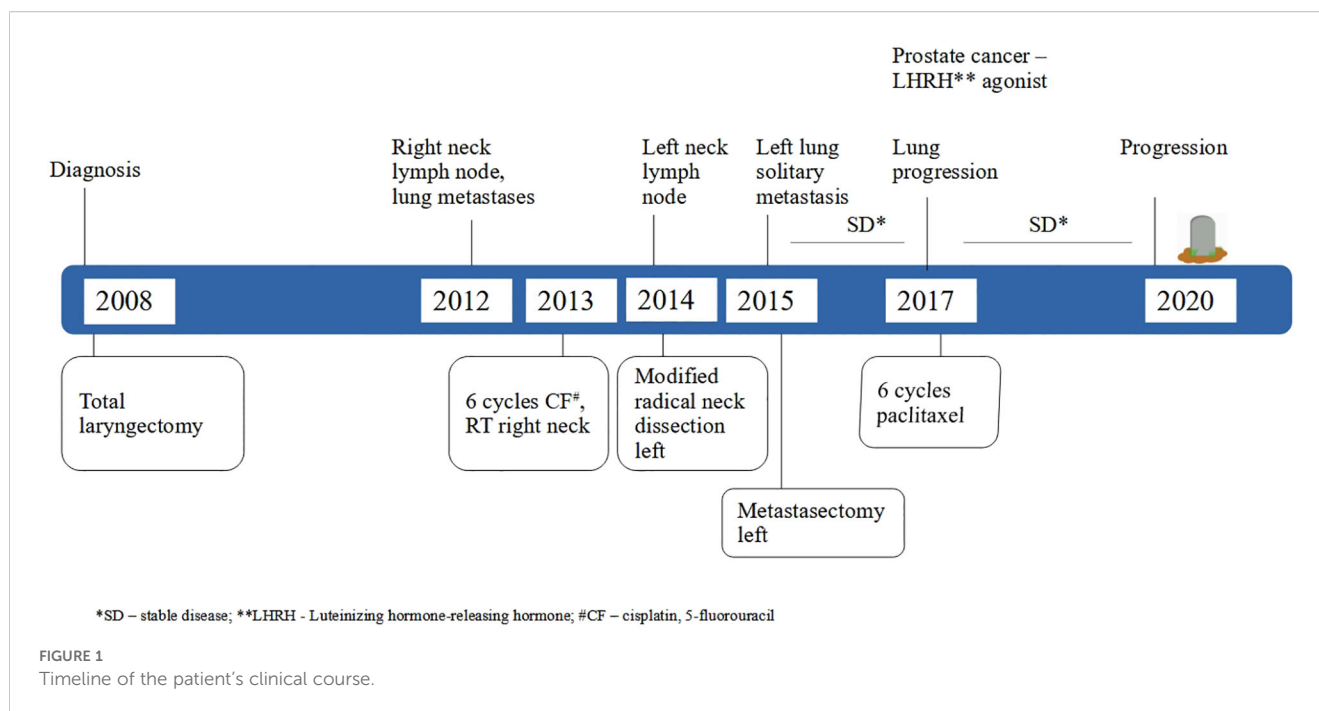 Prostate cancer –
LHRH** agonist
Diagnosis
Right neck
lymph node,
lung metastases
Left neck
lymph
node
Left lung
solitary
metastasis
Lung
progression
Progression
SD*
SD*
2008
2012
2013
2014
2015
2017
2020
Total
laryngectomy
6 cycles CF#,
RT right neck
Modified
radical neck
dissection
left
6 cycles
paclitaxel
Metastasectomy
left
*SD – stable disease; **LHRH - Luteinizing hormone-releasing hormone; #CF – cisplatin, 5-fluorouracil
FIGURE 1
Timeline of the patient’s clinical course.